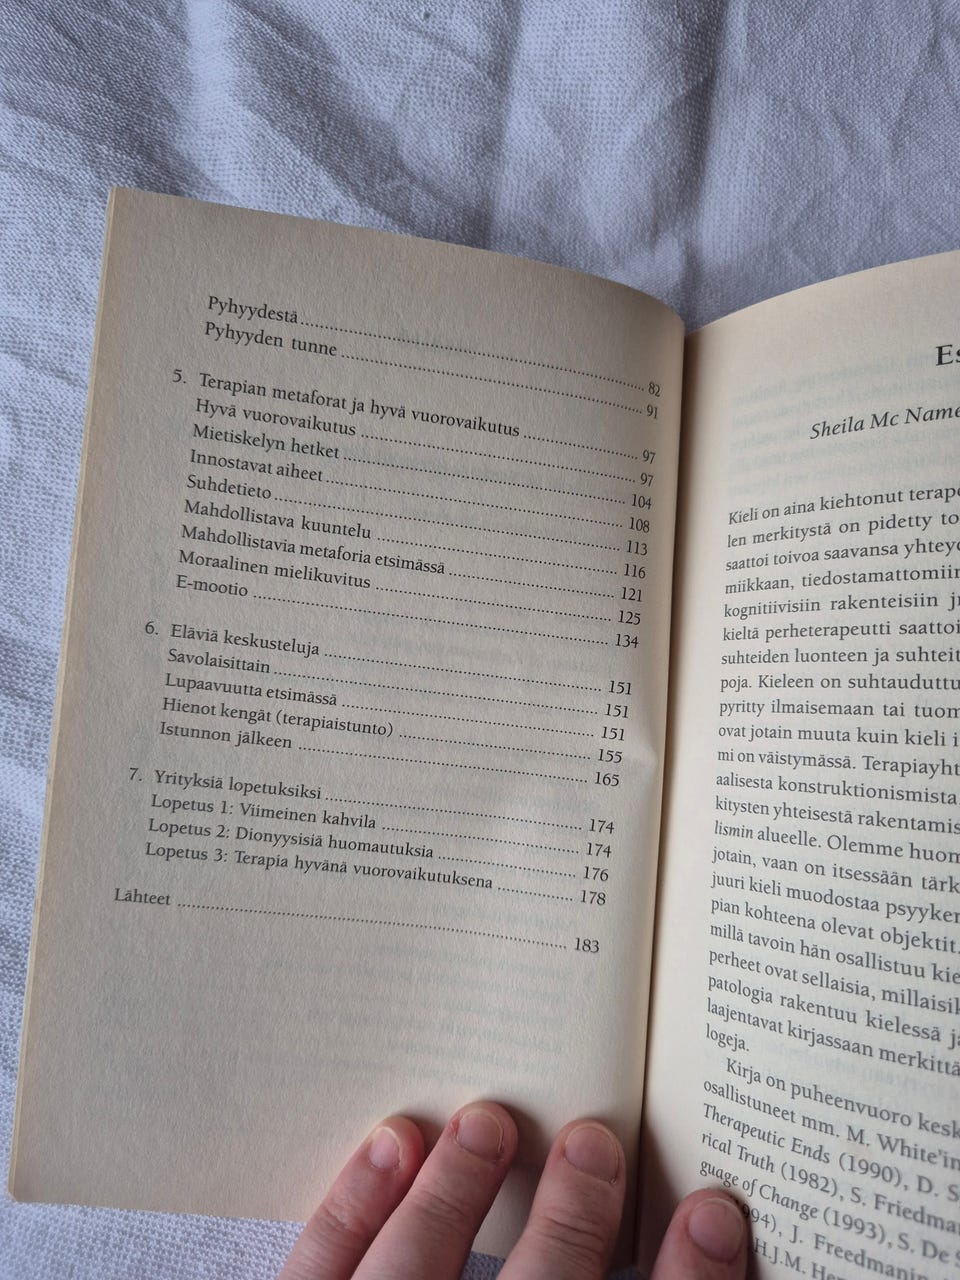 Pyhyydestä ........ 82
Pyhyyden tunne ........ 91
5. Terapian metaforat ja hyvä vuorovaikutus ........ 97
Hyvä vuorovaikutus ........ 97
Mietiskelyn hetket ........ 104
Innostavat aiheet ........ 108
Suhdetieto ........ 113
Mahdollistava kuuntelu ........ 116
Mahdollistavia metaforia etsimässä ........ 121
Moraalinen mielikuvitus ........ 125
E-mootio ........ 134
6. Eläviä keskusteluja ........ 151
Savolaisittain ........ 151
Lupaavuutta etsimässä ........ 151
Hienot kengät (terapiaistunto) ........ 155
Istunnon jälkeen ........ 165
7. Yrityksiä lopetuksiksi ........ 174
Lopetus 1: Viimeinen kahvila ........ 174
Lopetus 2: Dionyysisiä huomautuksia ........ 176
Lopetus 3: Terapia hyvänä vuorovaikutuksena ........ 178
Lähteet ........ 183
Es
Sheila Mc Name
Kieli on aina kiehtonut terape
len merkitystä on pidetty to
saattoi toivoa saavansa yhtey
miikkaan, tiedostamattomiin
kognitiivisiin rakenteisiin j
kieltä perheterapeutti saattoi
suhteiden luonteen ja suhteit
poja. Kieleen on suhtauduttu
pyritty ilmaisemaan tai tuom
ovat jotain muuta kuin kieli i
mi on väistymässä. Terapiayht
aalisesta konstruktionismista
kitysten yhteisestä rakentamis
lismin alueelle. Olemme huom
jotain, vaan on itsessään tärk
juuri kieli muodostaa psyyken
pian kohteena olevat objektit.
millä tavoin hän osallistuu kie
perheet ovat sellaisia, millaisik
patologia rakentuu kielessä ja
laajentavat kirjassaan merkittä
logeja.
Kirja on puheenvuoro kesk
osallistuneet mm. M. White'in
Therapeutic Ends (1990), D. S
rical Truth (1982), S. Friedma
guage of Change (1993), S. De S
994), J. Freedmanin
H.J.M. He